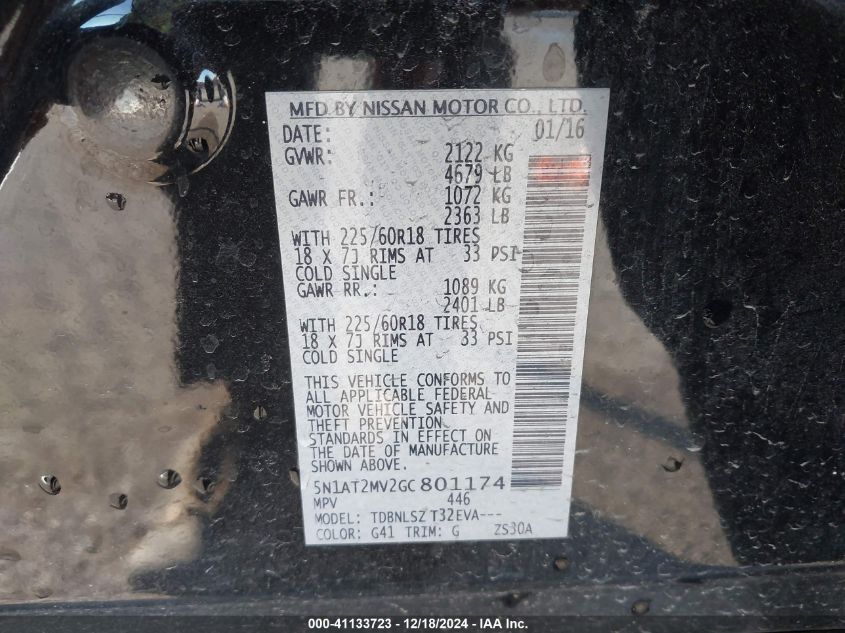 MFD BY NISSAN MOTOR CO., LTD.
DATE: 01/16
GVWR: 2122 KG
4679 LB
GAWR FR.: 1072 KG
2363 LB
WITH 225/60R18 TIRES
18 X 7J RIMS AT 33 PSI
COLD SINGLE
GAWR RR.: 1089 KG
2401 LB
WITH 225/60R18 TIRES
18 X 7J RIMS AT 33 PSI
COLD SINGLE
THIS VEHICLE CONFORMS TO
ALL APPLICABLE FEDERAL
MOTOR VEHICLE SAFETY AND
THEFT PREVENTION
STANDARDS IN EFFECT ON
THE DATE OF MANUFACTURE
SHOWN ABOVE.
5N1AT2MV2GC801174
MPV 446
MODEL: TDBNLSZ T32EVA---
COLOR: G41 TRIM: G ZS30A
000-41133723 - 12/18/2024 - IAA Inc.